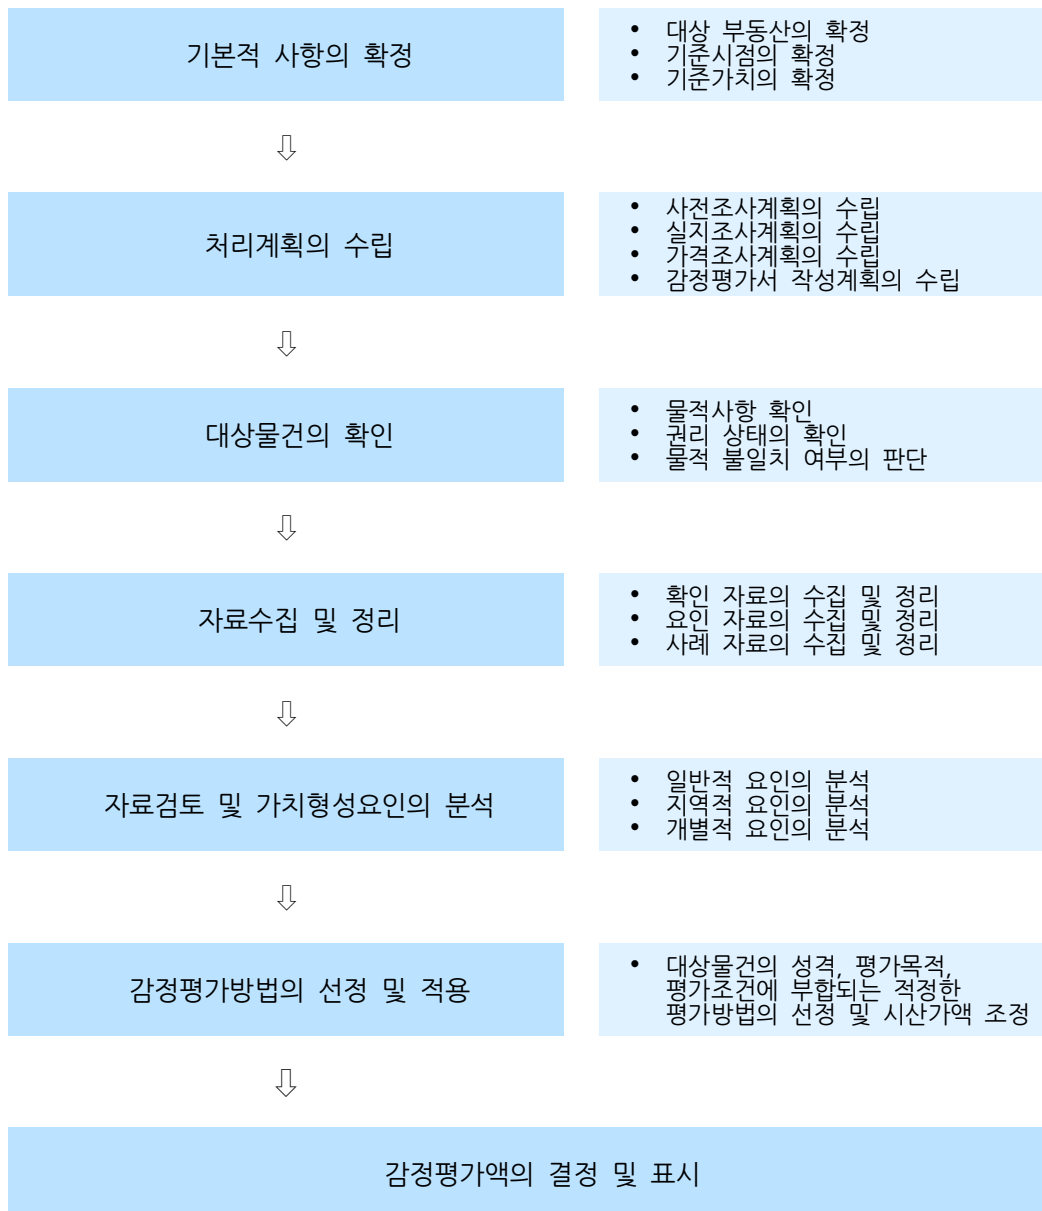 기본적 사항의 확정
• 대상 부동산의 확정
• 기준시점의 확정
• 기준가치의 확정
⇩
처리계획의 수립
• 사전조사계획의 수립
• 실지조사계획의 수립
• 가격조사계획의 수립
• 감정평가서 작성계획의 수립
⇩
대상물건의 확인
• 물적사항 확인
• 권리 상태의 확인
• 물적 불일치 여부의 판단
⇩
자료수집 및 정리
• 확인 자료의 수집 및 정리
• 요인 자료의 수집 및 정리
• 사례 자료의 수집 및 정리
⇩
자료검토 및 가치형성요인의 분석
• 일반적 요인의 분석
• 지역적 요인의 분석
• 개별적 요인의 분석
⇩
감정평가방법의 선정 및 적용
• 대상물건의 성격, 평가목적,
평가조건에 부합되는 적정한
평가방법의 선정 및 시산가액 조정
⇩
감정평가액의 결정 및 표시